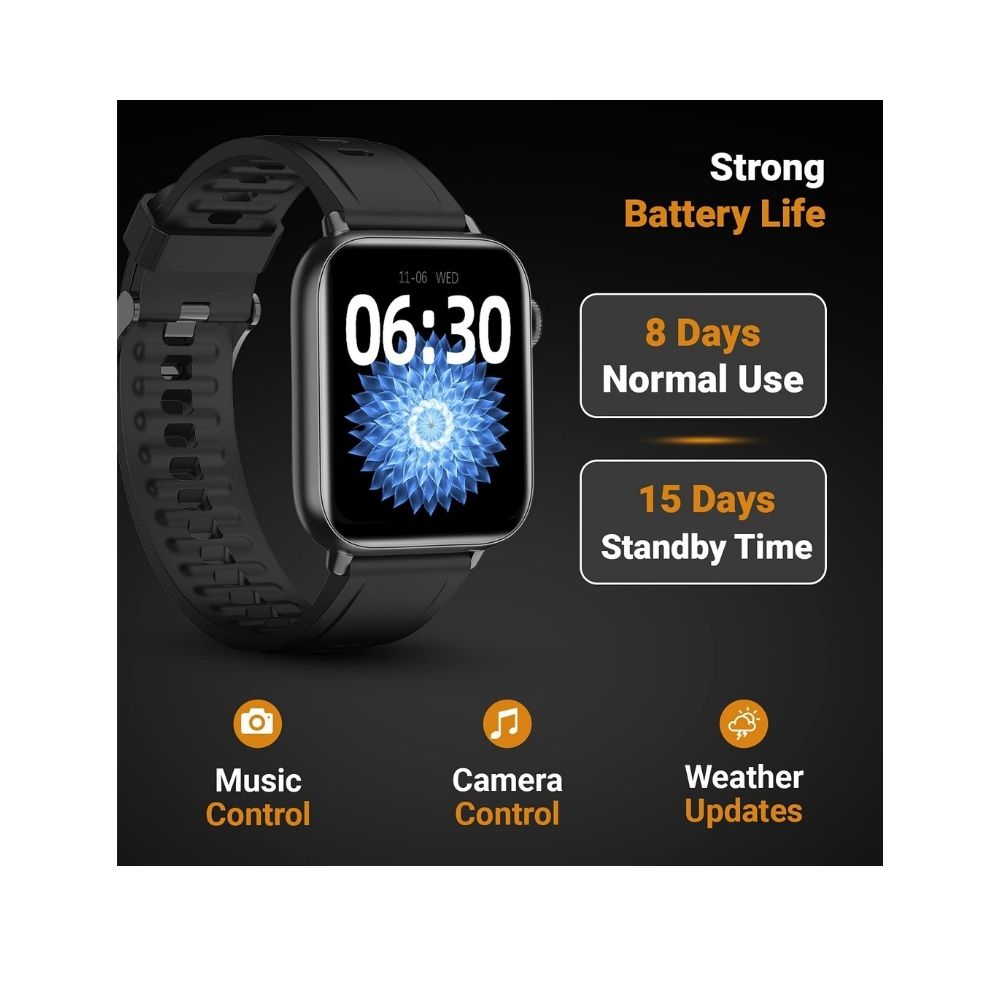 Strong
Battery Life
11-06 WED
06:30
8 Days
Normal Use
15 Days
Standby Time
Music
Control
Camera
Control
Weather
Updates